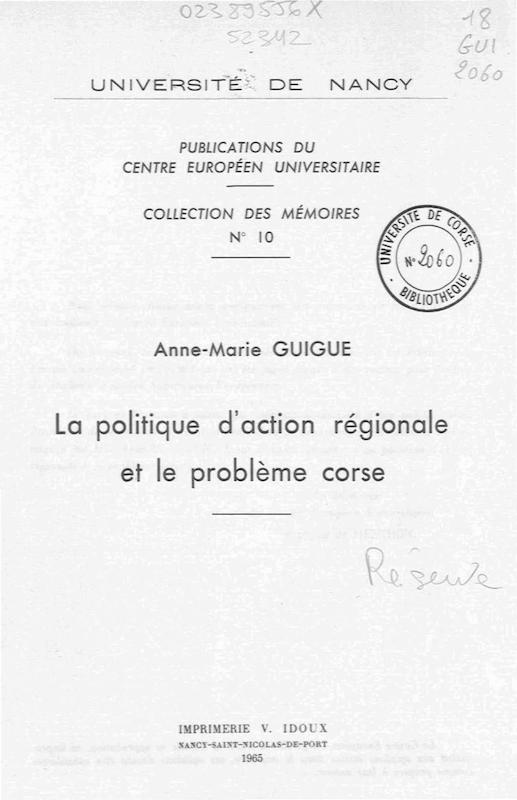 02389556X
52342
18
GUI
2060
UNIVERSITÉ DE NANCY
PUBLICATIONS DU
CENTRE EUROPÉEN UNIVERSITAIRE
COLLECTION DES MÉMOIRES
N° 10
UNIVERSITE DE CORSE
N° 2060
BIBLIOTHEQUE
Anne-Marie GUIGUE
La politique d'action régionale
et le problème corse
Réserve
IMPRIMERIE V. IDOUX
NANCY-SAINT-NICOLAS-DE-PORT
1965